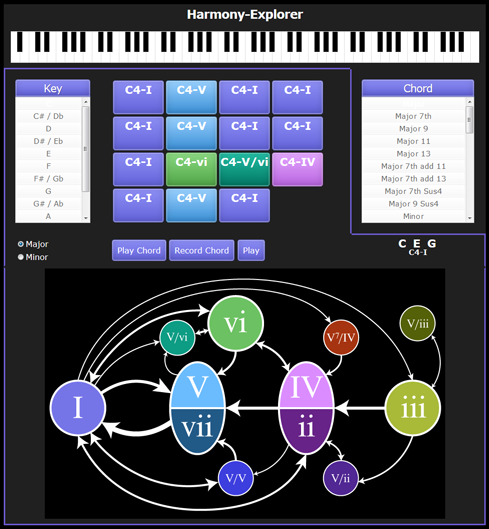 Harmony-Explorer
Key
C# / Db
D
D# / Eb
E
F
F# / Gb
G
G# / Ab
A
C4-I C4-V C4-I C4-I
C4-I C4-V C4-I C4-I
C4-I C4-vi C4-V/vi C4-IV
C4-I C4-V C4-I
Chord
Major 7th
Major 9
Major 11
Major 13
Major 7th add 11
Major 7th add 13
Major 7th Sus4
Major 9 Sus4
Minor
Major
Minor
Play Chord Record Chord Play
C E G
C4-I
vi
V/vi
V⁷/IV
V/iii
I
V
vii
IV
ii
iii
V/V
V/ii